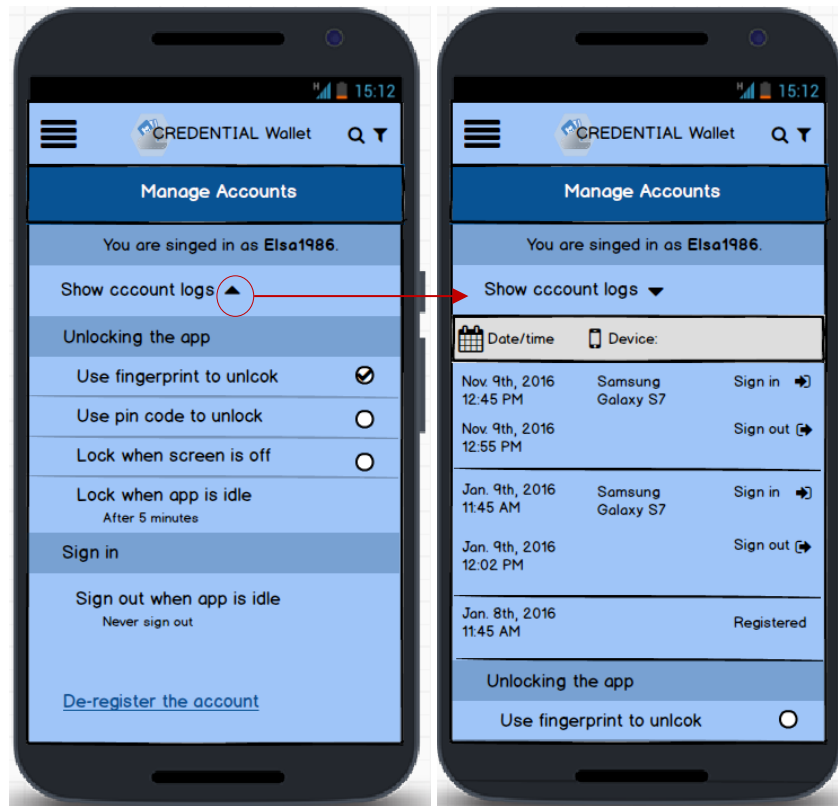 H 15:12
CREDENTIAL Wallet
Manage Accounts
You are singed in as Elsa1986.
Show cccount logs
Unlocking the app
Use fingerprint to unlcok
Use pin code to unlock
Lock when screen is off
Lock when app is idle
After 5 minutes
Sign in
Sign out when app is idle
Never sign out
De-register the account
H 15:12
CREDENTIAL Wallet
Manage Accounts
You are singed in as Elsa1986.
Show cccount logs
Date/time Device:
Nov. 9th, 2016 Samsung Sign in
12:45 PM Galaxy S7
Nov. 9th, 2016 Sign out
12:55 PM
Jan. 9th, 2016 Samsung Sign in
11:45 AM Galaxy S7
Jan. 9th, 2016 Sign out
12:02 PM
Jan. 8th, 2016 Registered
11:45 AM
Unlocking the app
Use fingerprint to unlcok